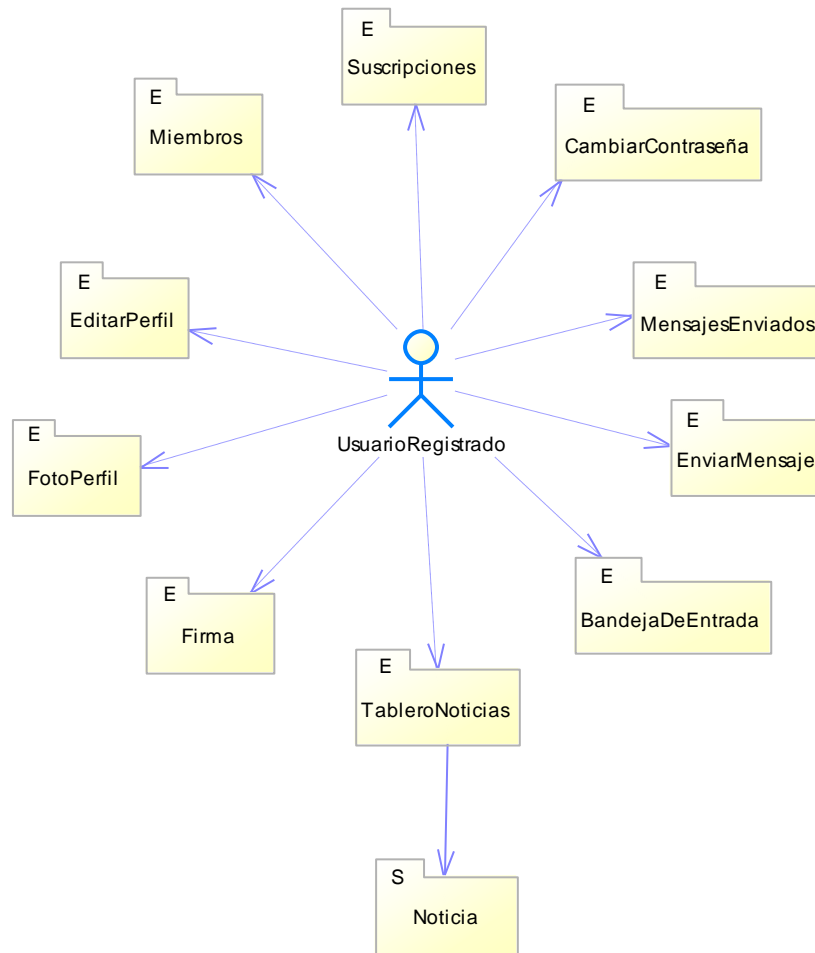 E
Suscripciones
E
Miembros
E
CambiarContraseña
E
EditarPerfil
E
MensajesEnviados
UsuarioRegistrado
E
FotoPerfil
E
EnviarMensaje
E
Firma
E
BandejaDeEntrada
E
TableroNoticias
S
Noticia